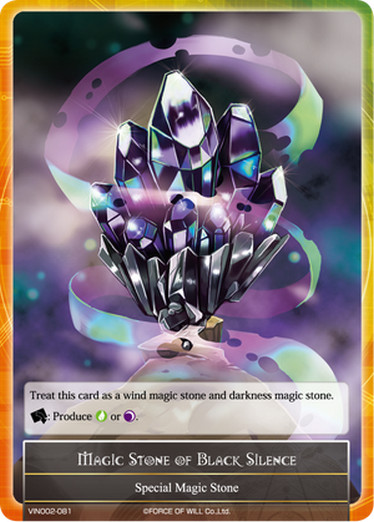 Treat this card as a wind magic stone and darkness magic stone.
: Produce or .
Magic Stone of Black Silence
Special Magic Stone
VIN002-081 ©FORCE OF WILL Co.,Ltd.